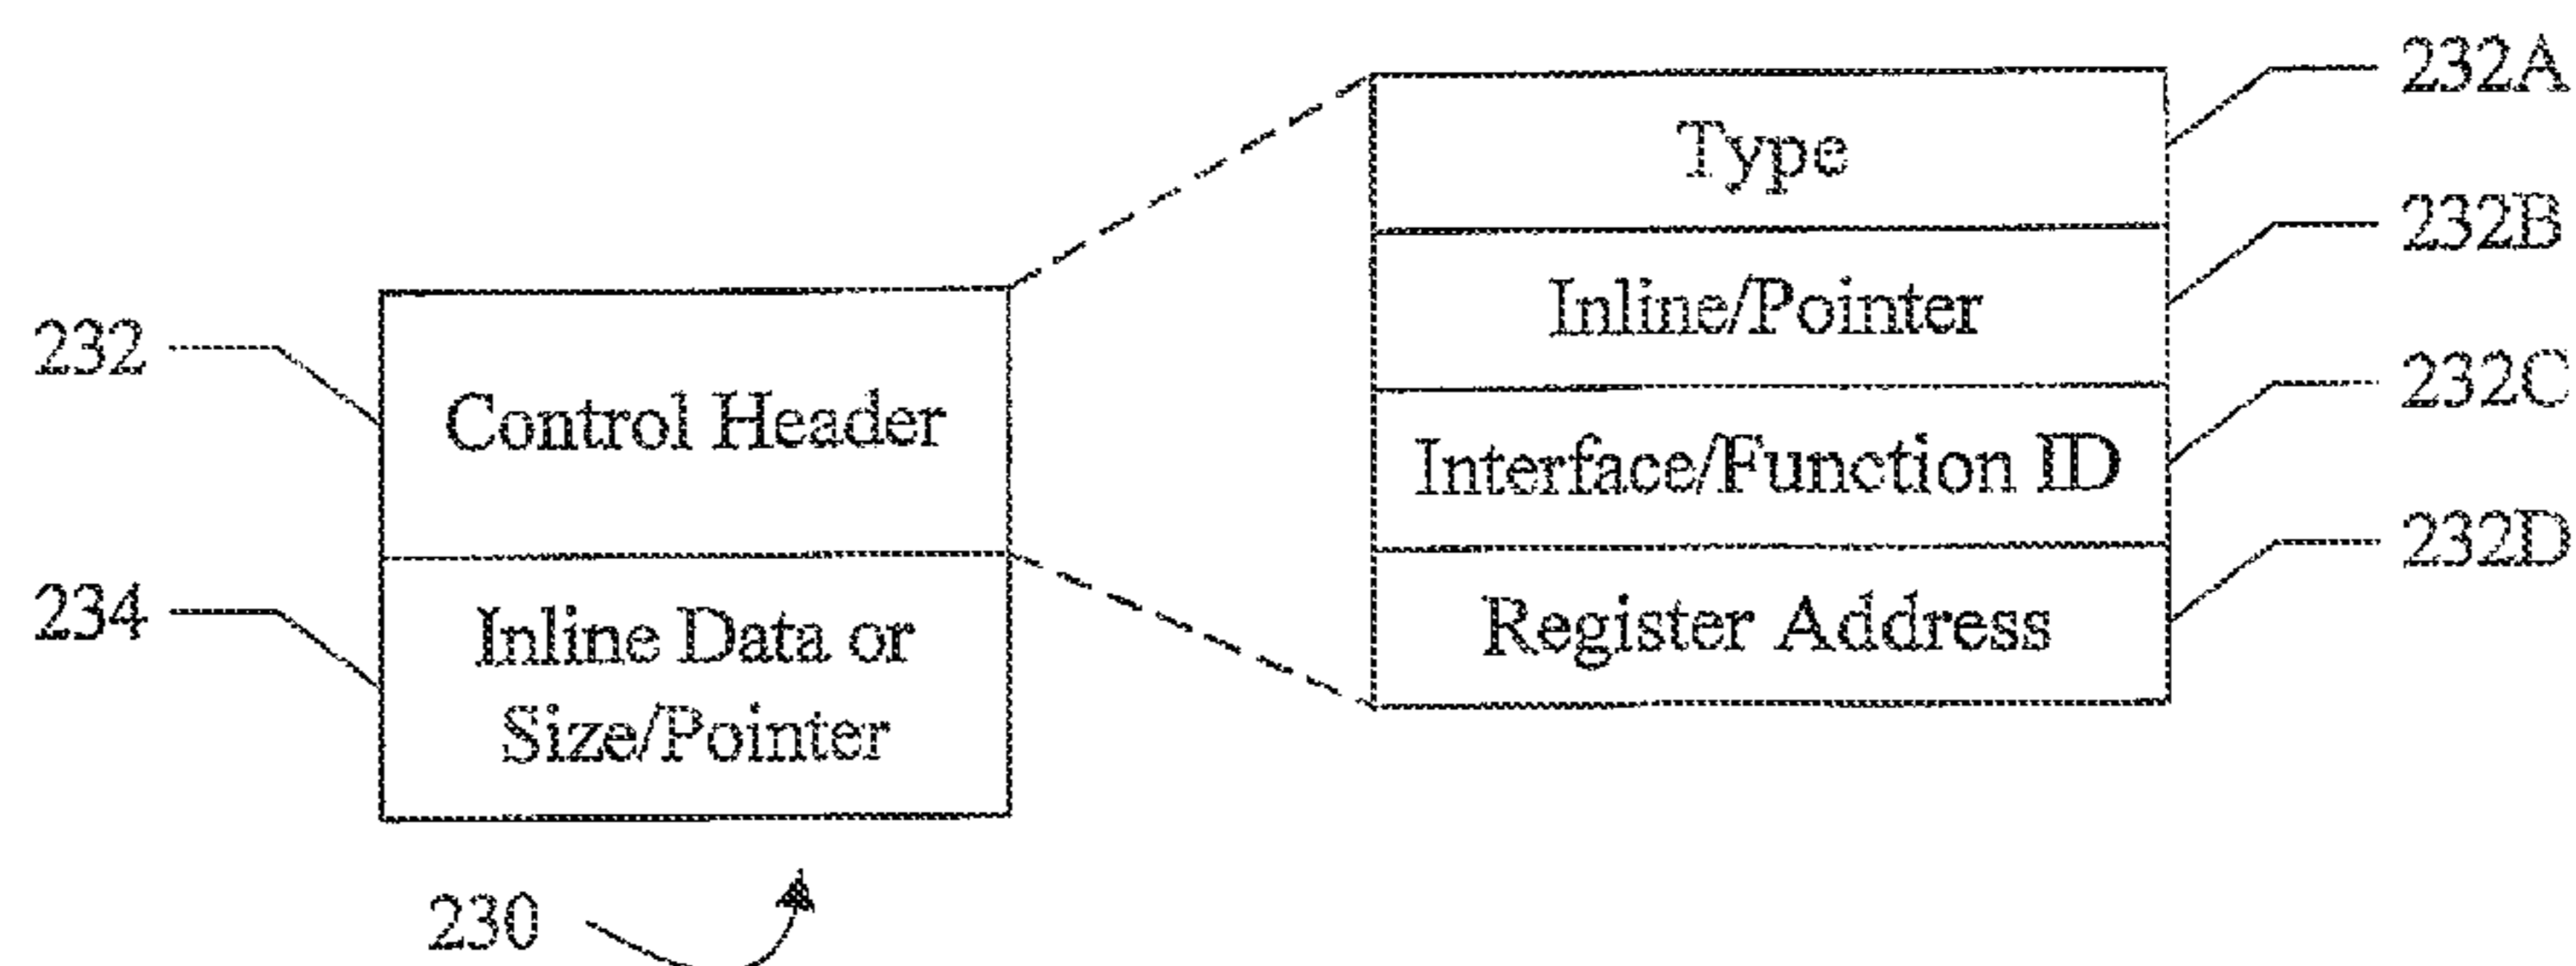 232
Control Header
234
Inline Data or
Size/Pointer
230
Type
232A
Inline/Pointer
232B
Interface/Function ID
232C
Register Address
232D